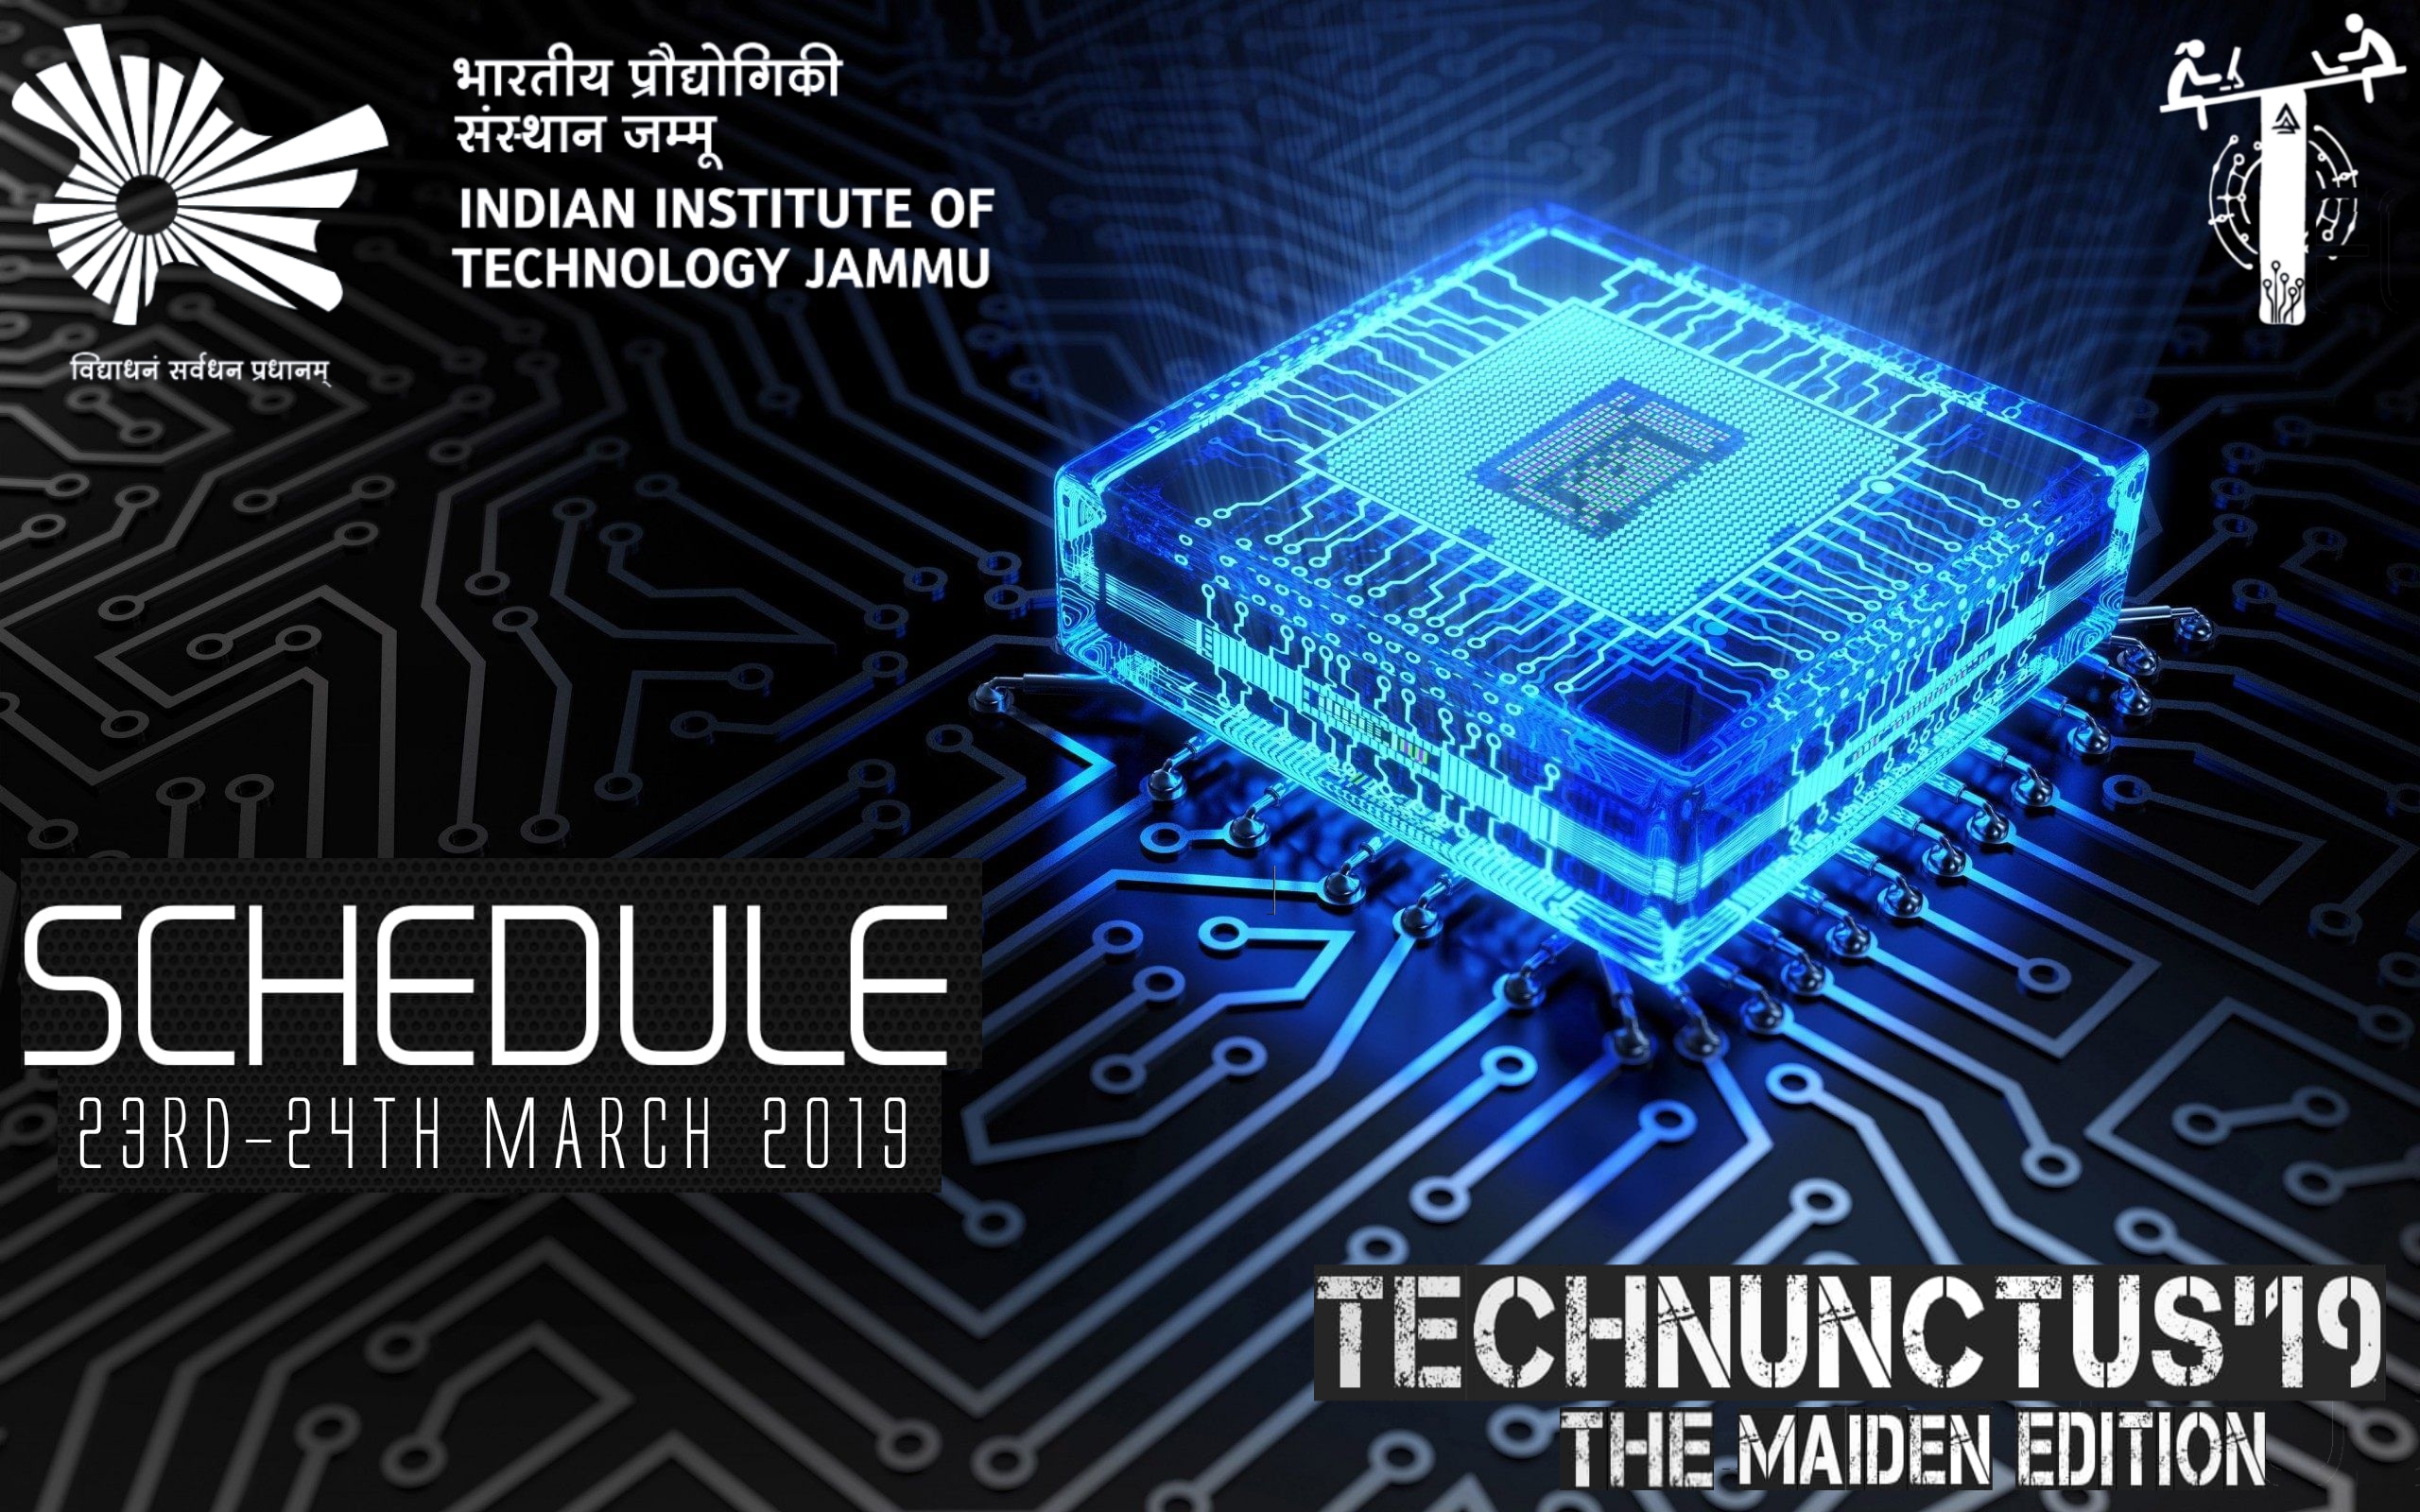 भारतीय प्रौद्योगिकी
संस्थान जम्मू
INDIAN INSTITUTE OF
TECHNOLOGY JAMMU
विद्याधनं सर्वधन प्रधानम्
SCHEDULE
23RD-24TH MARCH 2019
TECHNUNCTUS'19
THE MAIDEN EDITION